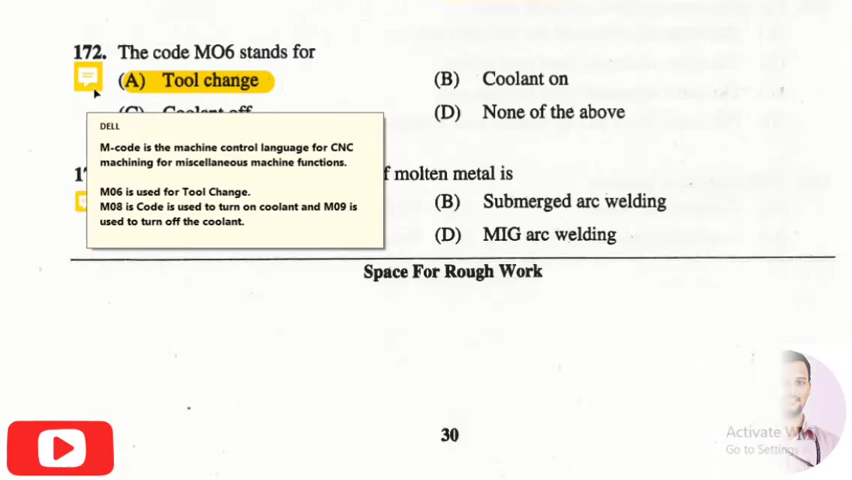 172. The code MO6 stands for
(A) Tool change
(B) Coolant on
(C) Coolant off
(D) None of the above
DELL
M-code is the machine control language for CNC
machining for miscellaneous machine functions.
M06 is used for Tool Change.
M08 is Code is used to turn on coolant and M09 is
used to turn off the coolant.
f molten metal is
(B) Submerged arc welding
(D) MIG arc welding
Space For Rough Work
30
Activate
Go to Settings